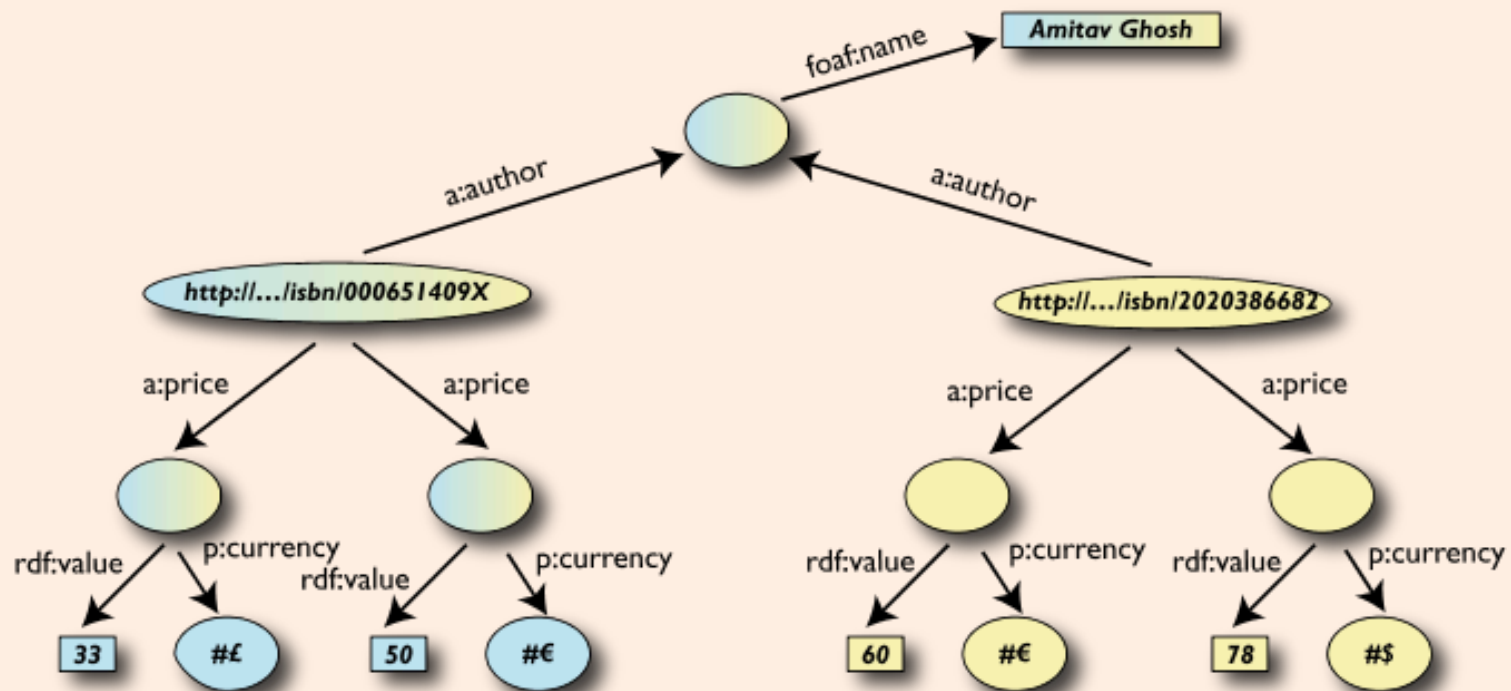 Amitav Ghosh
foaf:name
a:author
a:author
http://.../isbn/000651409X
http://.../isbn/2020386682
a:price
a:price
a:price
a:price
rdf:value
p:currency
rdf:value
p:currency
rdf:value
p:currency
rdf:value
p:currency
33
#£
50
#€
60
#€
78
#$